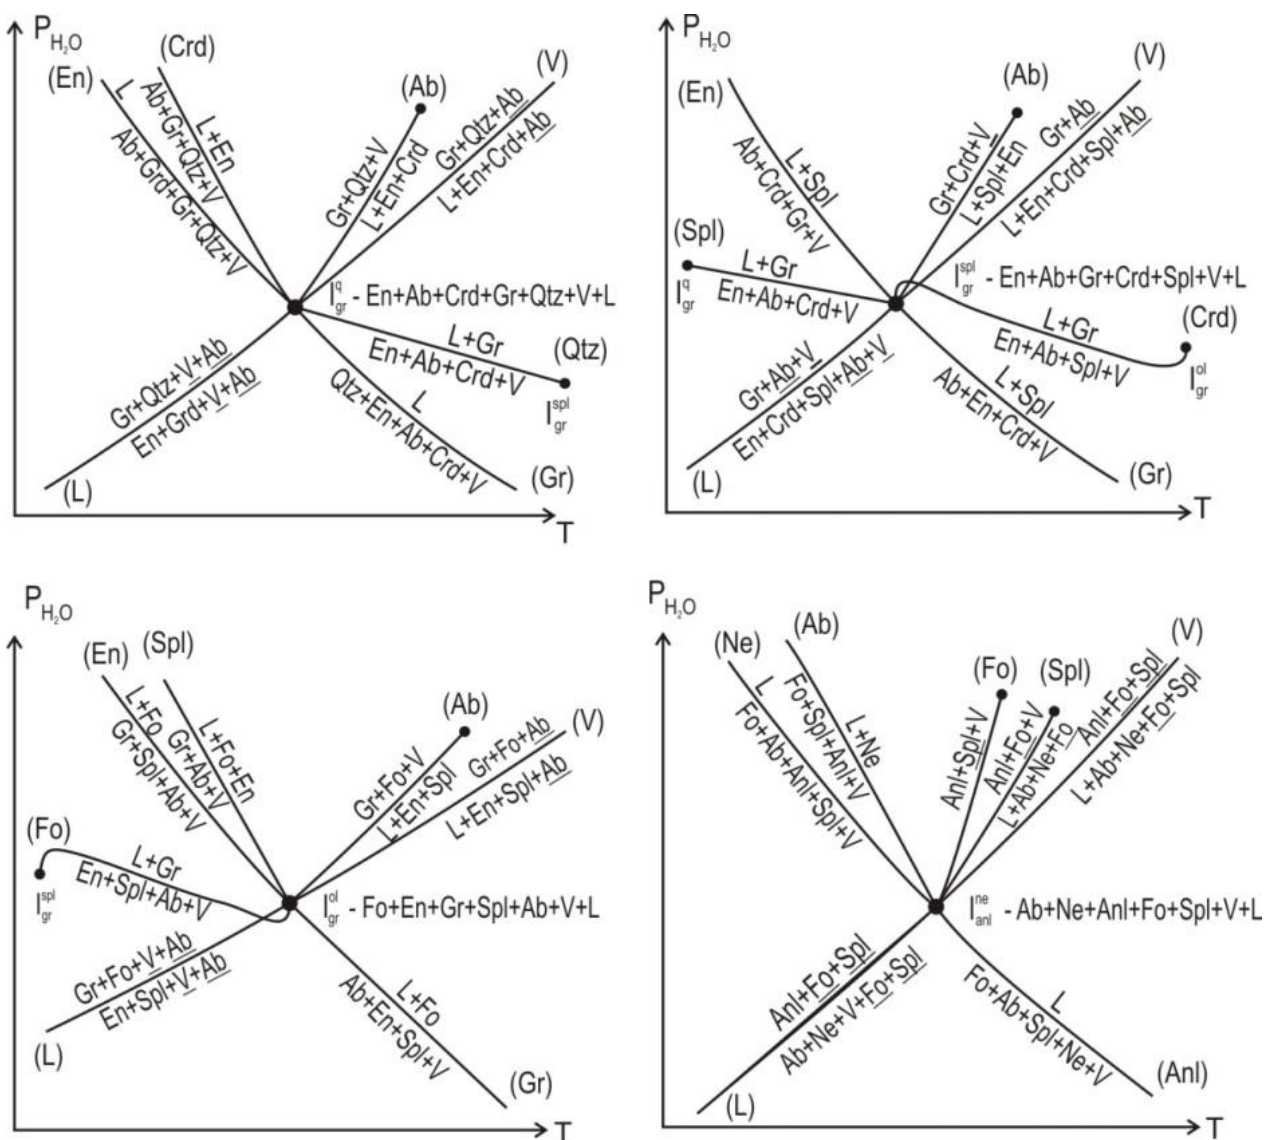 P_H₂O
(Crd)
(En)
L
Ab+Grd+Gr+Qtz+V
L+En
Ab+Gr+Qtz+V
(Ab)
Gr+Qtz+V
L+En+Crd
(V)
Gr+Qtz+Ab
L+En+Crd+Ab
I^q_gr - En+Ab+Crd+Gr+Qtz+V+L
L+Gr
En+Ab+Crd+V
(Qtz)
I^spl_gr
Gr+Qtz+V+Ab
En+Grd+V+Ab
(L)
L
Qtz+En+Ab+Crd+V
(Gr)
T
P_H₂O
(En)
L+Spl
Ab+Crd+Gr+V
(Ab)
Gr+Crd+V
L+Spl+En
(V)
Gr+Ab
L+En+Crd+Spl+Ab
(Spl)
I^q_gr
L+Gr
En+Ab+Crd+V
I^spl_gr - En+Ab+Gr+Crd+Spl+V+L
L+Gr
En+Ab+Spl+V
(Crd)
I^ol_gr
Gr+Ab+V
En+Crd+Spl+Ab+V
(L)
L+Spl
Ab+En+Crd+V
(Gr)
T
P_H₂O
(En)
(Spl)
L+Fo
Gr+Spl+Ab+V
L+Fo+En
Gr+Ab+V
(Ab)
Gr+Fo+V
L+En+Spl
(V)
Gr+Fo+Ab
L+En+Spl+Ab
(Fo)
I^spl_gr
L+Gr
En+Spl+Ab+V
I^ol_gr - Fo+En+Gr+Spl+Ab+V+L
Gr+Fo+V+Ab
En+Spl+V+Ab
(L)
L+Fo
Ab+En+Spl+V
(Gr)
T
P_H₂O
(Ne)
(Ab)
L
Fo+Ab+Anl+Spl+V
L+Ne
Fo+Spl+Anl+V
(Fo)
Anl+Spl+V
(Spl)
Anl+Fo+V
L+Ab+Ne+Fo
(V)
Anl+Fo+Spl
L+Ab+Ne+Fo+Spl
I^ne_anl - Ab+Ne+Anl+Fo+Spl+V+L
Anl+Fo+Spl
Ab+Ne+V+Fo+Spl
(L)
L
Fo+Ab+Spl+Ne+V
(Anl)
T